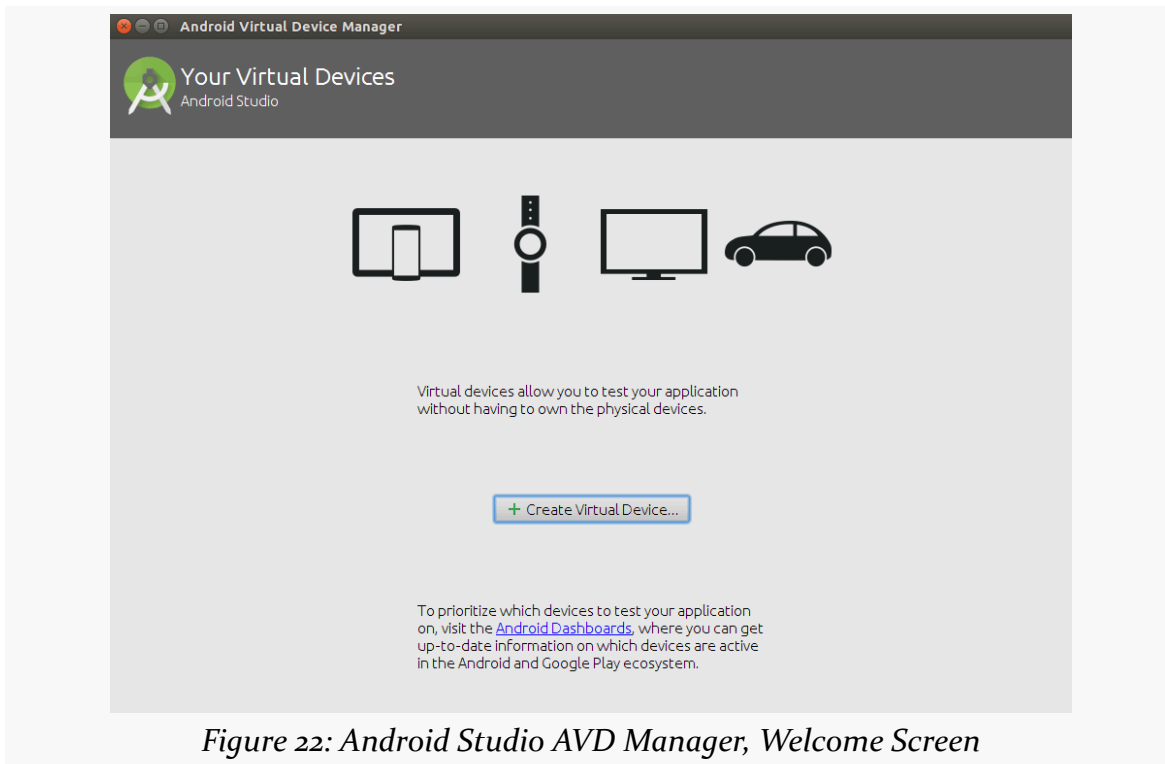 Android Virtual Device Manager
Your Virtual Devices
Android Studio
Virtual devices allow you to test your application
without having to own the physical devices.
+ Create Virtual Device...
To prioritize which devices to test your application
on, visit the Android Dashboards, where you can get
up-to-date information on which devices are active
in the Android and Google Play ecosystem.
Figure 22: Android Studio AVD Manager, Welcome Screen